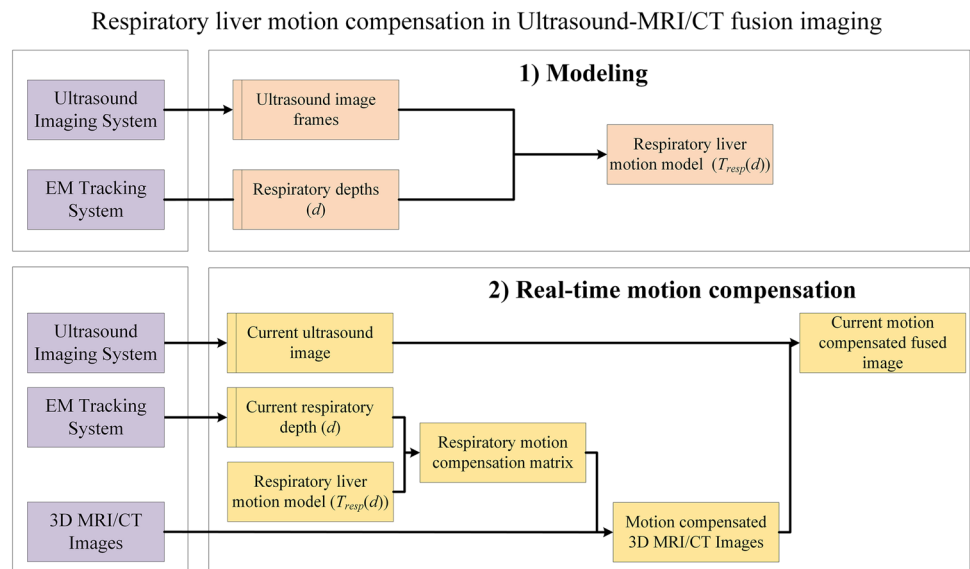 Respiratory liver motion compensation in Ultrasound-MRI/CT fusion imaging
1) Modeling
Ultrasound
Imaging System
Ultrasound image
frames
Respiratory liver
motion model (Tresp(d))
EM Tracking
System
Respiratory depths
(d)
2) Real-time motion compensation
Ultrasound
Imaging System
Current ultrasound
image
Current motion
compensated fused
image
EM Tracking
System
Current respiratory
depth (d)
Respiratory motion
compensation matrix
Respiratory liver
motion model (Tresp(d))
3D MRI/CT
Images
Motion compensated
3D MRI/CT Images